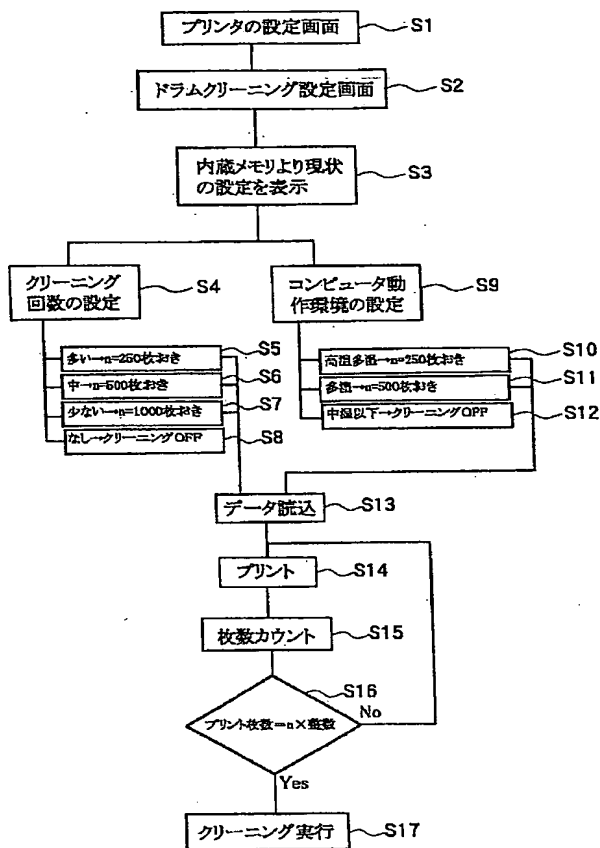 プリンタの設定画面
S1
ドラムクリーニング設定画面
S2
内蔵メモリより現状
の設定を表示
S3
クリーニング
回数の設定
S4
コンピュータ動
作環境の設定
S9
多い→n=250枚おき
S5
中→n=500枚おき
S6
少ない→n=1000枚おき
S7
なし→クリーニングOFF
S8
高温多湿→n=250枚おき
S10
多湿→n=500枚おき
S11
中湿以下→クリーニングOFF
S12
データ読込
S13
プリント
S14
枚数カウント
S15
S16
プリント枚数=n×整数
No
Yes
クリーニング実行
S17